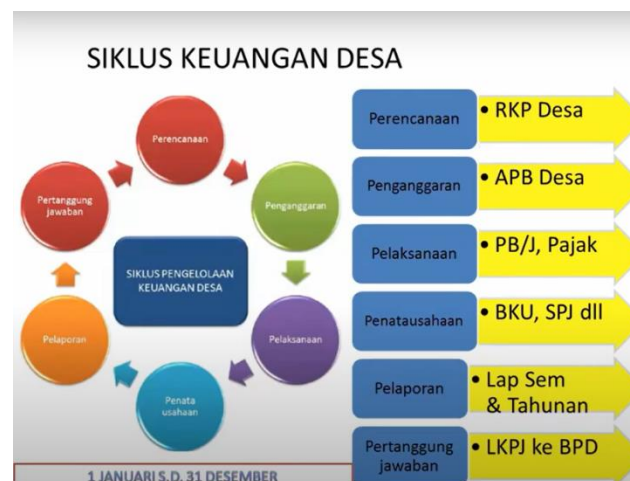 SIKLUS KEUANGAN DESA
Perencanaan
Penganggaran
Pelaksanaan
Penata
usahaan
Pelaporan
Pertanggung
jawaban
SIKLUS PENGELOLAAN
KEUANGAN DESA
1 JANUARI S.D. 31 DESEMBER
Perencanaan
• RKP Desa
Penganggaran
• APB Desa
Pelaksanaan
• PB/J, Pajak
Penatausahaan
• BKU, SPJ dll
Pelaporan
• Lap Sem
& Tahunan
Pertanggung
jawaban
• LKPJ ke BPD